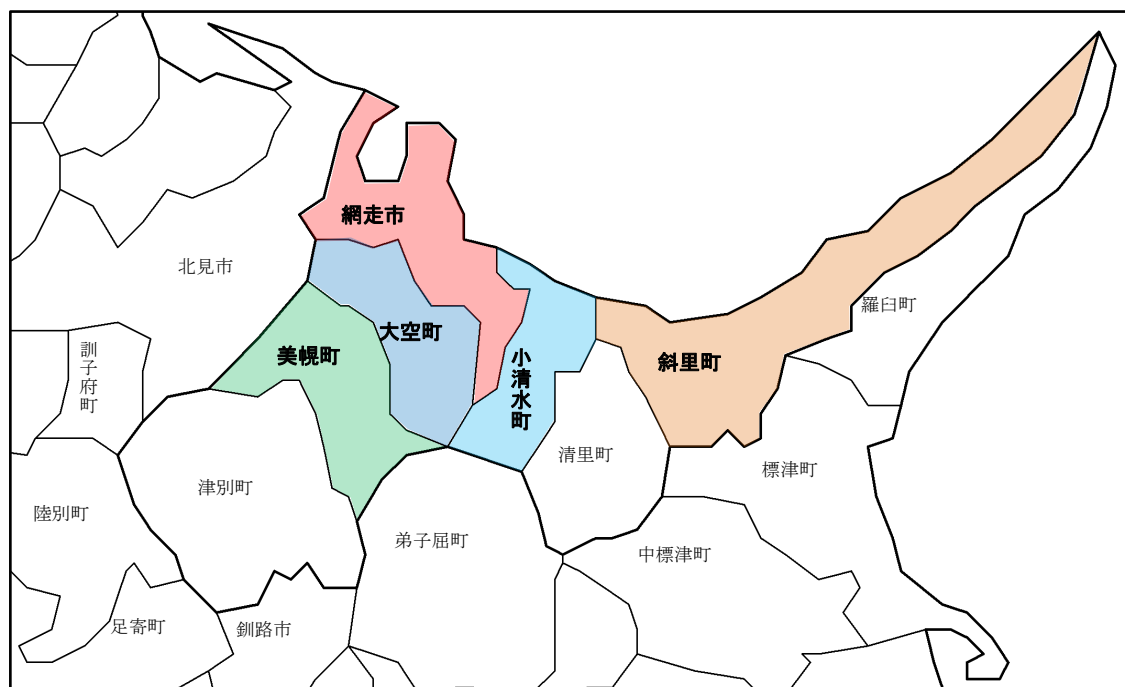 網走市
北見市
羅臼町
大空町
訓子府町
美幌町
小清水町
斜里町
清里町
標津町
津別町
陸別町
弟子屈町
中標津町
足寄町
釧路市